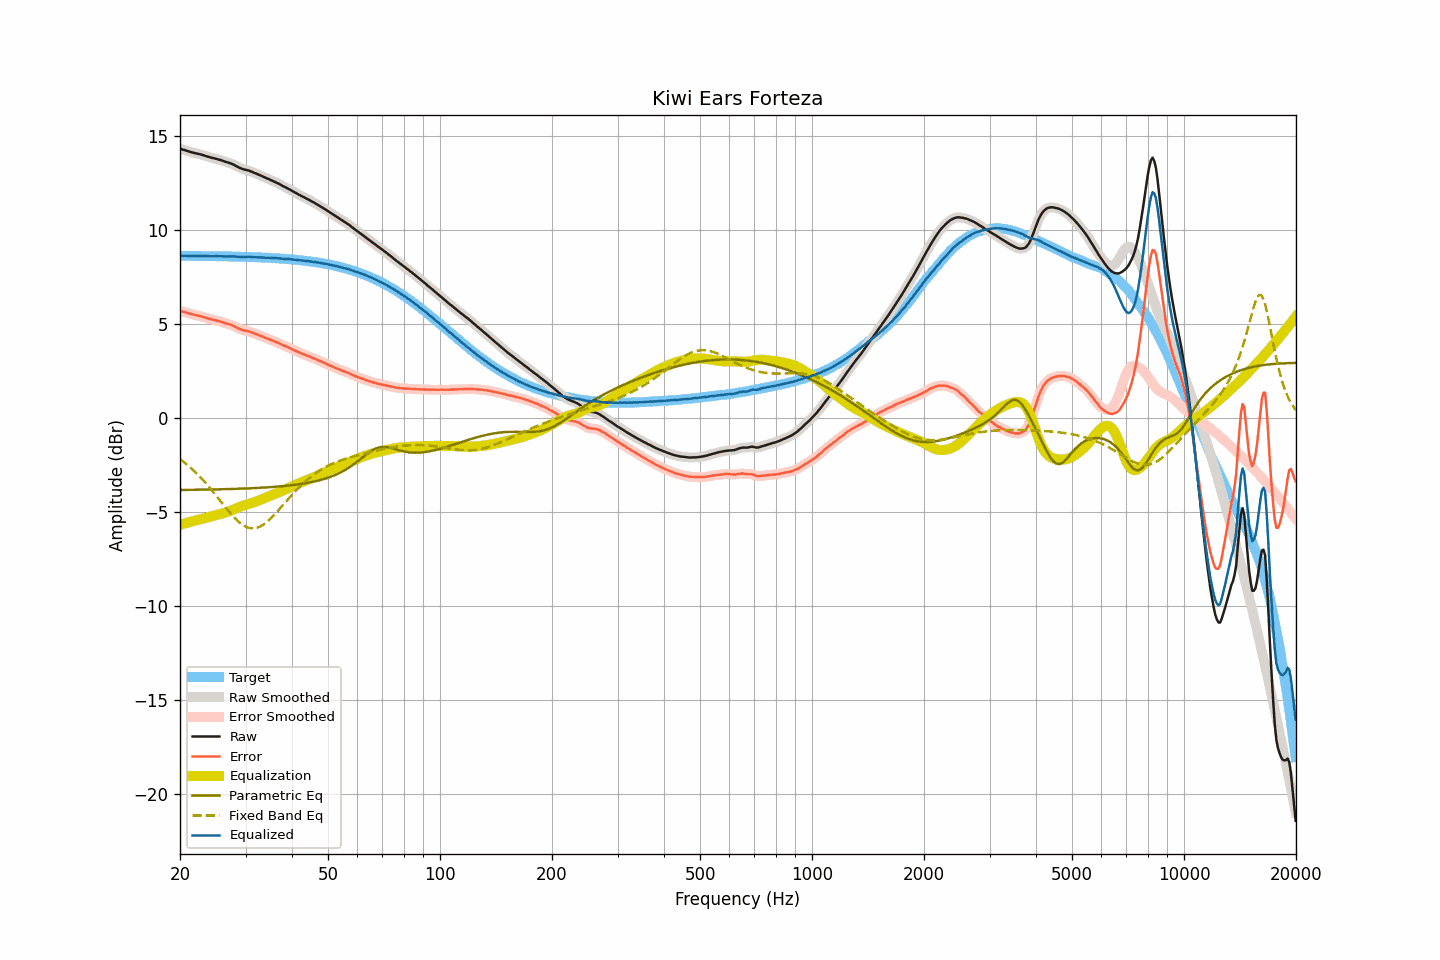 Kiwi Ears Forteza
15
10
5
0
−5
−10
−15
−20
Amplitude (dBr)
Target
Raw Smoothed
Error Smoothed
Raw
Error
Equalization
Parametric Eq
Fixed Band Eq
Equalized
20 50 100 200 500 1000 2000 5000 10000 20000
Frequency (Hz)